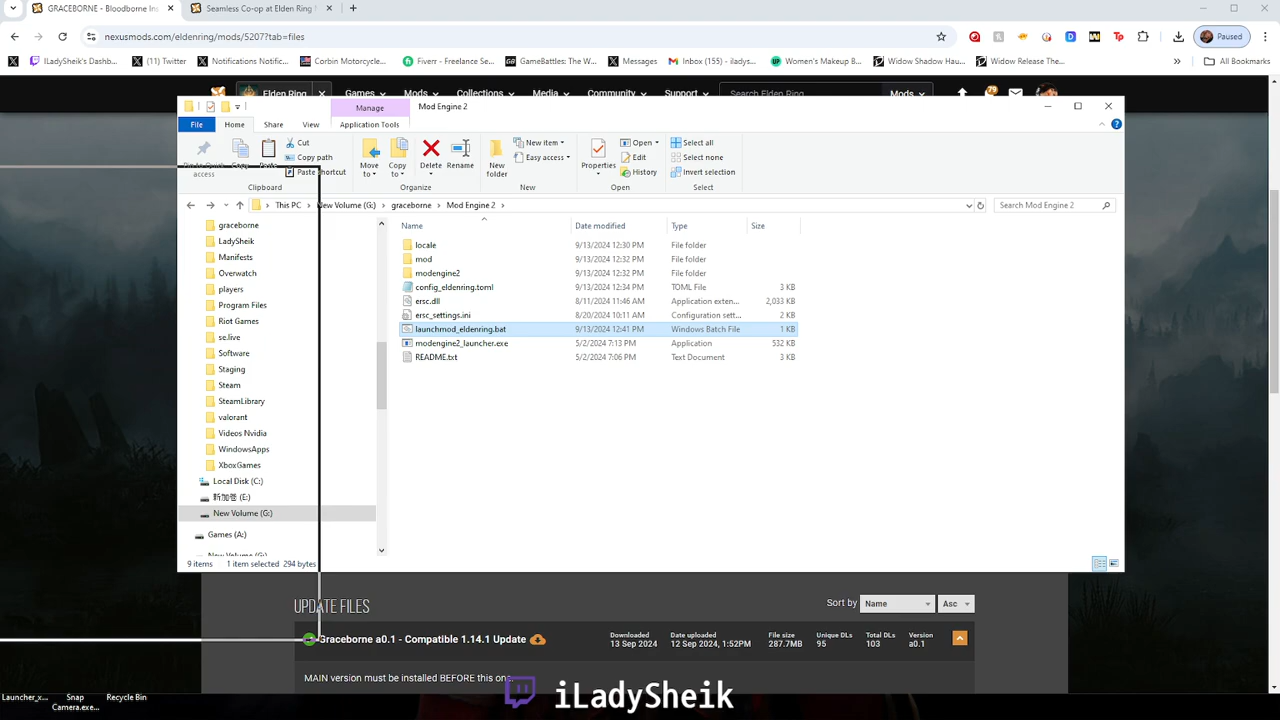 GRACEBORNE - Bloodborne In
Seamless Co-op at Elden Ring
nexusmods.com/eldenring/mods/5207?tab=files
Paused
iLadySheik's Dashb...
(1) Twitter
Notifications Notific...
Corbin Motorcycle...
Fiverr - Freelance Se...
GameBattles: The W...
Messages
Inbox (155) - iladys...
Women's Makeup B...
Widow Shadow Hau...
Widow Release Dat...
All Bookmarks
Elden Ring
Games
Mods
Collections
Media
Community
Support
Search Elden Ring
Mods
79
Manage
Mod Engine 2
File
Home
Share
View
Application Tools
Copy
Paste
Cut
Copy path
Paste shortcut
access
Move to
Copy to
Delete
Rename
New folder
New item
Easy access
Properties
Open
Edit
History
Select all
Select none
Invert selection
Clipboard
Organize
New
Open
Select
This PC
New Volume (G:)
graceborne
Mod Engine 2
Search Mod Engine 2
Name
Date modified
Type
Size
graceborne
LadySheik
Manifests
Overwatch
players
Program Files
Riot Games
se.live
Software
Staging
Steam
SteamLibrary
valorant
Videos Nvidia
WindowsApps
XboxGames
Local Disk (C:)
新加卷 (E:)
New Volume (G:)
Games (A:)
New Volume (G:)
locale 9/13/2024 12:30 PM File folder
mod 9/13/2024 12:32 PM File folder
modengine2 9/13/2024 12:32 PM File folder
config_eldenring.toml 9/13/2024 12:34 PM TOML File 3 KB
ersc.dll 8/11/2024 11:46 AM Application exten... 2,033 KB
ersc_settings.ini 8/20/2024 10:11 AM Configuration sett... 2 KB
launchmod_eldenring.bat 9/13/2024 12:41 PM Windows Batch File 1 KB
modengine2_launcher.exe 5/2/2024 7:13 PM Application 532 KB
README.txt 5/2/2024 7:06 PM Text Document 3 KB
9 items 1 item selected 294 bytes
UPDATE FILES
Sort by Name Asc
Graceborne a0.1 - Compatible 1.14.1 Update
Downloaded
13 Sep 2024
Date uploaded
12 Sep 2024, 1:52PM
File size
287.7MB
Unique DLs
95
Total DLs
103
Version
a0.1
MAIN version must be installed BEFORE this one
iLadySheik
Launcher_x...
Snap Camera.exe...
Recycle Bin